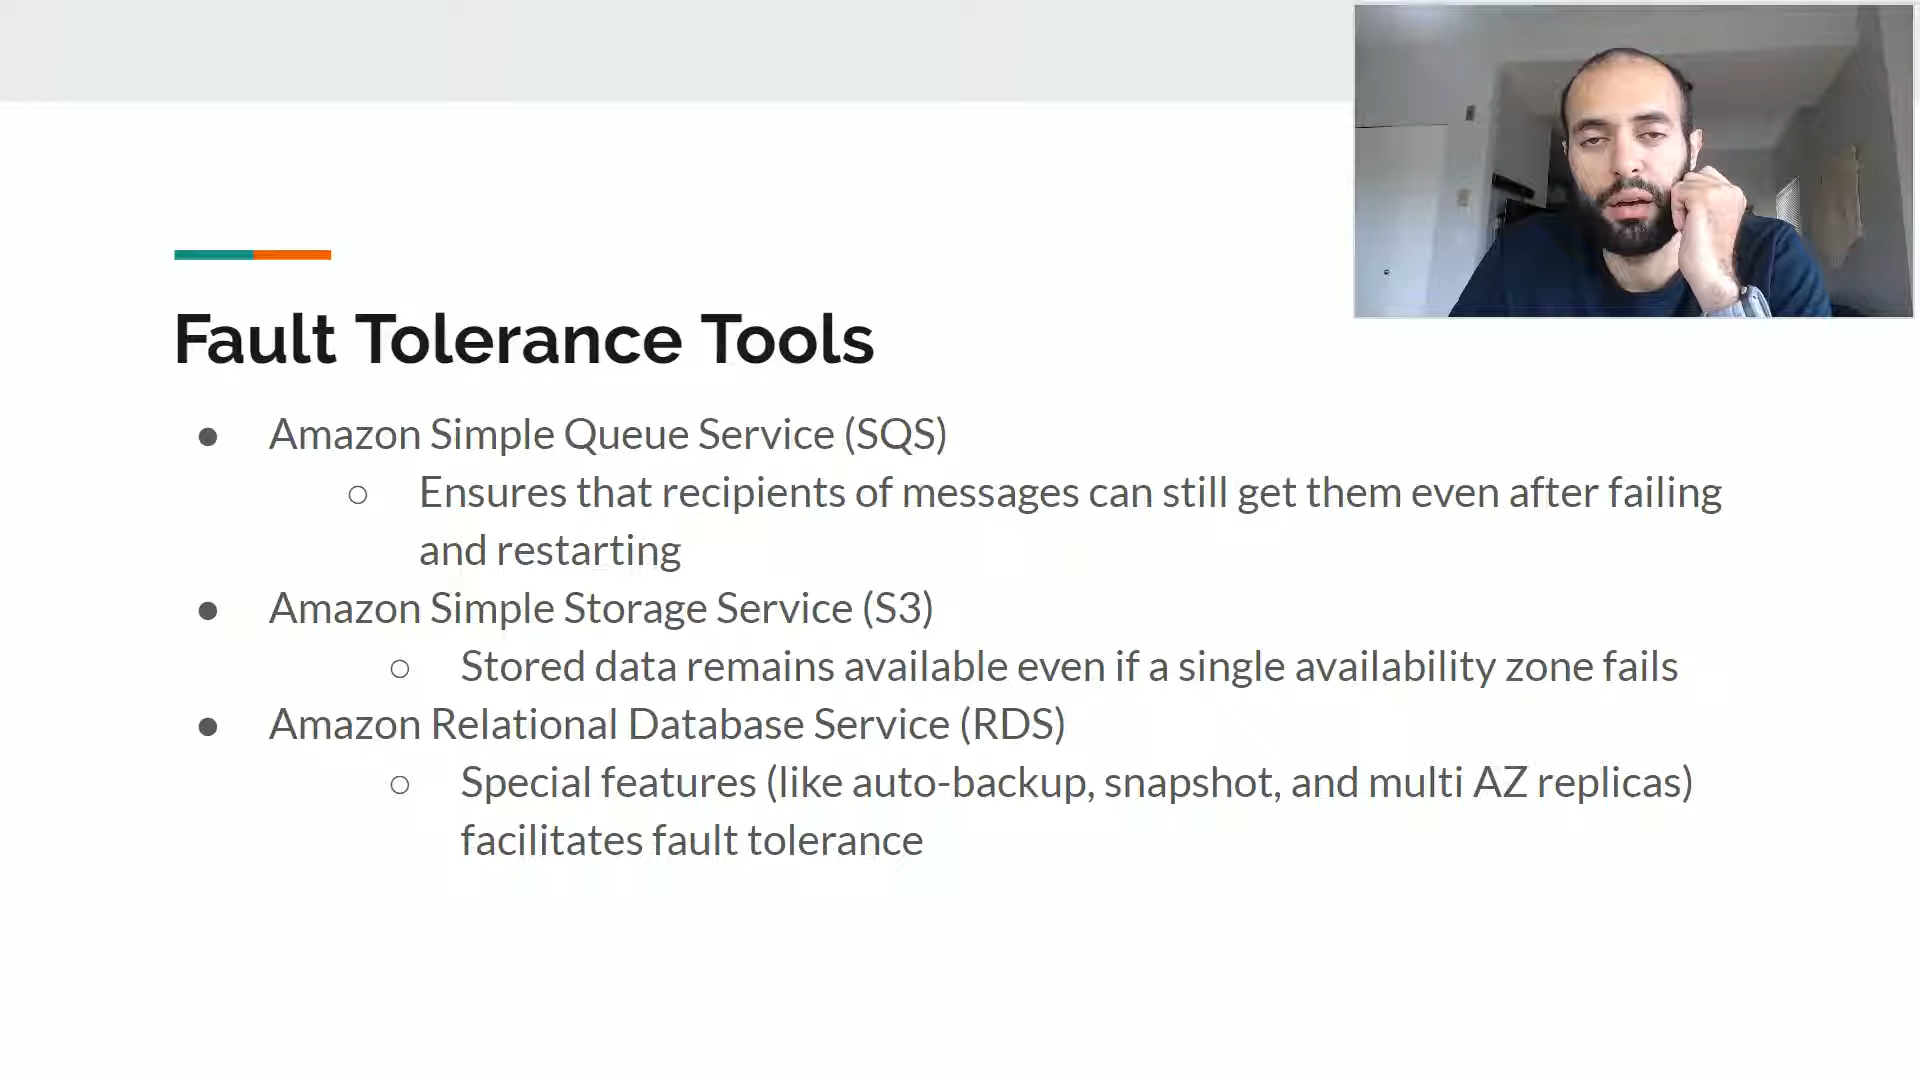 Fault Tolerance Tools
● Amazon Simple Queue Service (SQS)
○ Ensures that recipients of messages can still get them even after failing
and restarting
● Amazon Simple Storage Service (S3)
○ Stored data remains available even if a single availability zone fails
● Amazon Relational Database Service (RDS)
○ Special features (like auto-backup, snapshot, and multi AZ replicas)
facilitates fault tolerance